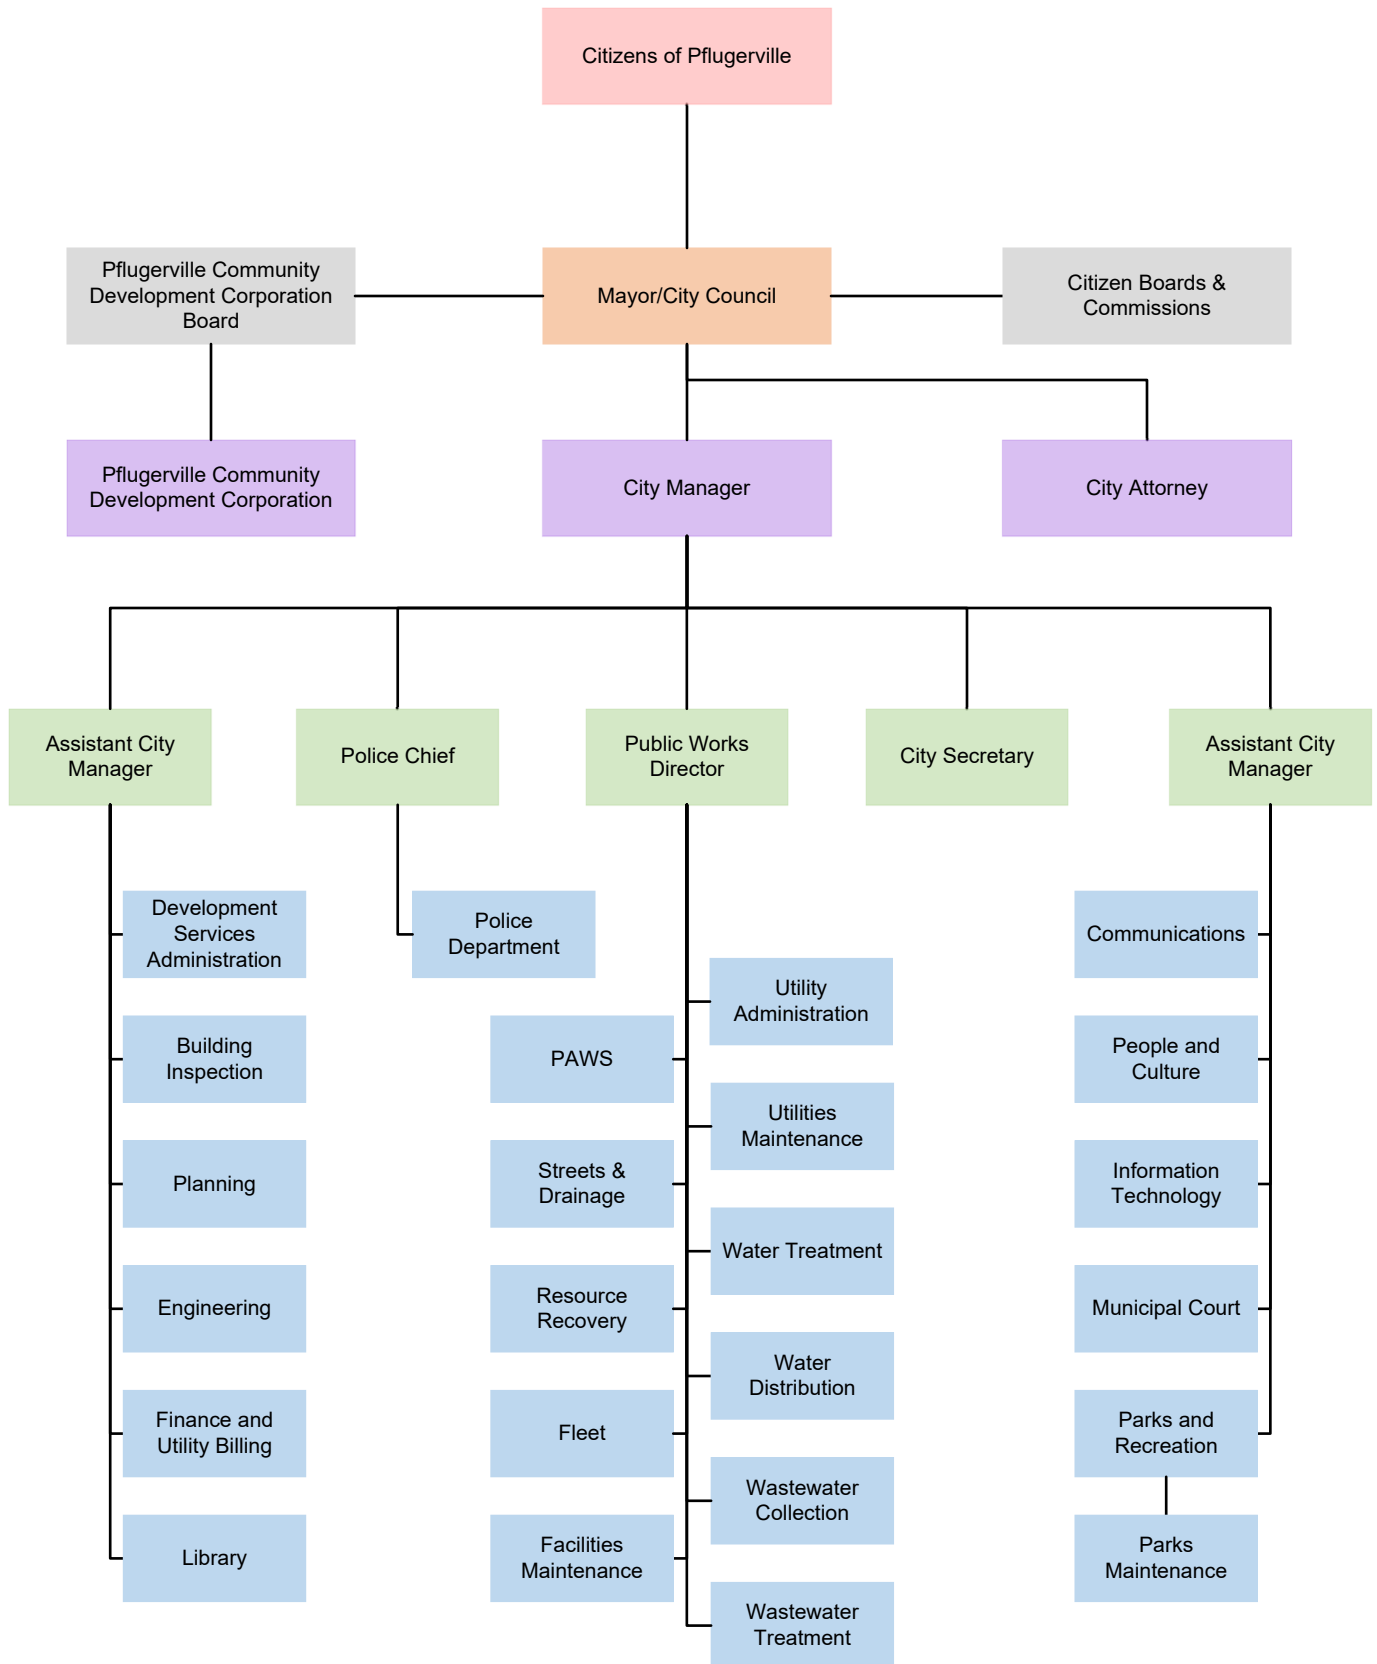 Citizens of Pflugerville
Pflugerville Community
Development Corporation
Board
Mayor/City Council
Citizen Boards &
Commissions
Pflugerville Community
Development Corporation
City Manager
City Attorney
Assistant City
Manager
Police Chief
Public Works
Director
City Secretary
Assistant City
Manager
Development
Services
Administration
Building
Inspection
Planning
Engineering
Finance and
Utility Billing
Library
Police
Department
PAWS
Streets &
Drainage
Resource
Recovery
Fleet
Facilities
Maintenance
Utility
Administration
Utilities
Maintenance
Water Treatment
Water
Distribution
Wastewater
Collection
Wastewater
Treatment
Communications
People and
Culture
Information
Technology
Municipal Court
Parks and
Recreation
Parks
Maintenance